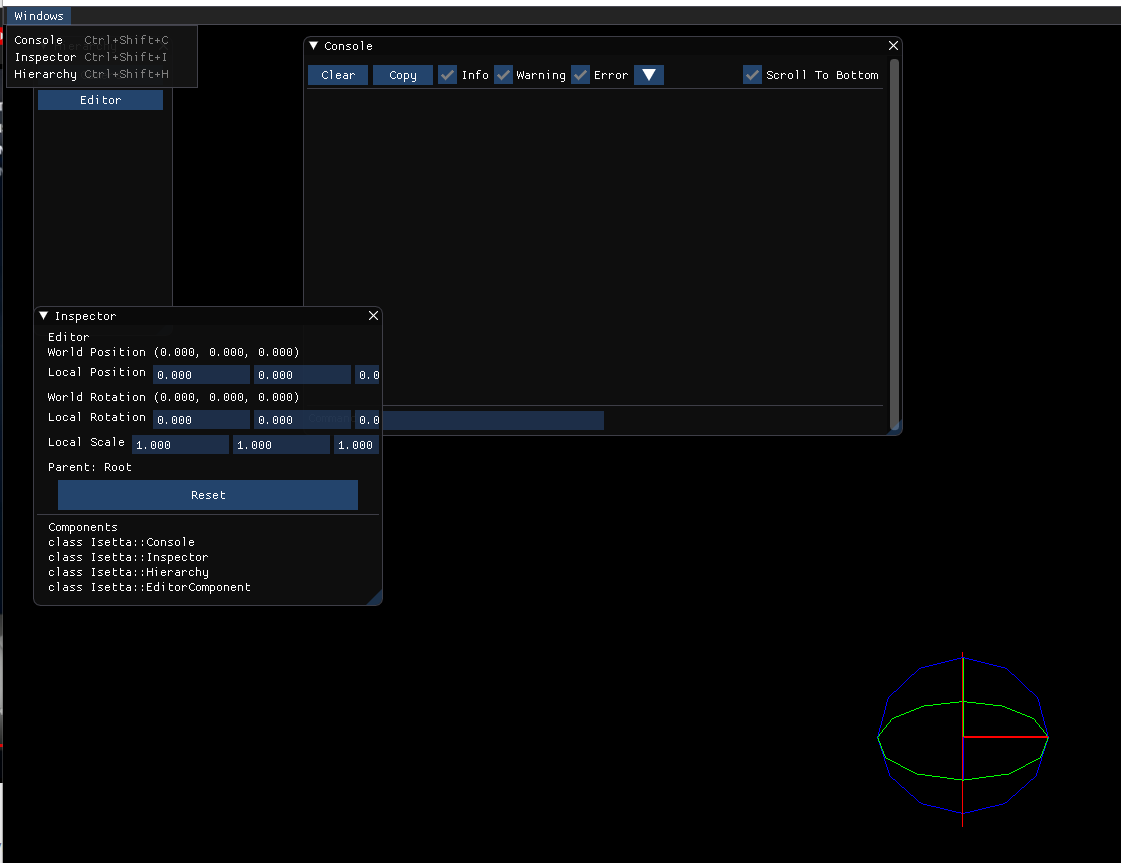 Windows
Console Ctrl+Shift+C
Inspector Ctrl+Shift+I
Hierarchy Ctrl+Shift+H
Editor
Console
Clear Copy Info Warning Error Scroll To Bottom
Inspector
Editor
World Position (0.000, 0.000, 0.000)
Local Position 0.000 0.000 0.0
World Rotation (0.000, 0.000, 0.000)
Local Rotation 0.000 0.000 0.0
Local Scale 1.000 1.000 1.000
Parent: Root
Reset
Components
class Isetta::Console
class Isetta::Inspector
class Isetta::Hierarchy
class Isetta::EditorComponent